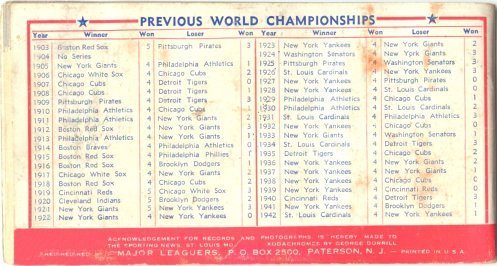 PREVIOUS WORLD CHAMPIONSHIPS
Year Winner Won Loser Won
1903 Boston Red Sox 5 Pittsburgh Pirates 3
1904 No Series
1905 New York Giants 4 Philadelphia Athletics 1
1906 Chicago White Sox 4 Chicago Cubs 2
1907 Chicago Cubs 4 Detroit Tigers 0
1908 Chicago Cubs 4 Detroit Tigers 1
1909 Pittsburgh Pirates 4 Detroit Tigers 3
1910 Philadelphia Athletics 4 Chicago Cubs 1
1911 Philadelphia Athletics 4 New York Giants 2
1912 Boston Red Sox 4 New York Giants 3
1913 Philadelphia Athletics 4 New York Giants 1
1914 Boston Braves 4 Philadelphia Athletics 0
1915 Boston Red Sox 4 Philadelphia Phillies 1
1916 Boston Red Sox 4 Brooklyn Dodgers 1
1917 Chicago White Sox 4 New York Giants 2
1918 Boston Red Sox 4 Chicago Cubs 2
1919 Cincinnati Reds 5 Chicago White Sox 3
1920 Cleveland Indians 5 Brooklyn Dodgers 2
1921 New York Giants 5 New York Yankees 3
1922 New York Giants 4 New York Yankees 0
Year Winner Won Loser Won
1923 New York Yankees 4 New York Giants 2
1924 Washington Senators 4 New York Giants 3
1925 Pittsburgh Pirates 4 Washington Senators 3
1926 St. Louis Cardinals 4 New York Yankees 3
1927 New York Yankees 4 Pittsburgh Pirates 0
1928 New York Yankees 4 St. Louis Cardinals 0
1929 Philadelphia Athletics 4 Chicago Cubs 1
1930 Philadelphia Athletics 4 St. Louis Cardinals 2
1931 St. Louis Cardinals 4 Philadelphia Athletics 3
1932 New York Yankees 4 Chicago Cubs 0
1933 New York Giants 4 Washington Senators 1
1934 St. Louis Cardinals 4 Detroit Tigers 3
1935 Detroit Tigers 4 Chicago Cubs 2
1936 New York Yankees 4 New York Giants 2
1937 New York Yankees 4 New York Giants 1
1938 New York Yankees 4 Chicago Cubs 0
1939 New York Yankees 4 Cincinnati Reds 0
1940 Cincinnati Reds 4 Detroit Tigers 3
1941 New York Yankees 4 Brooklyn Dodgers 1
1942 St. Louis Cardinals 4 New York Yankees 1
ACKNOWLEDGEMENT FOR RECORDS AND PHOTOGRAPHS IS HEREBY MADE TO
THE SPORTING NEWS, ST. LOUIS MO. KODACHROMES BY GEORGE BURRILL
MAJOR LEAGUERS, P.O. BOX 2500, PATERSON, N. J. — PRINTED IN U.S.A.